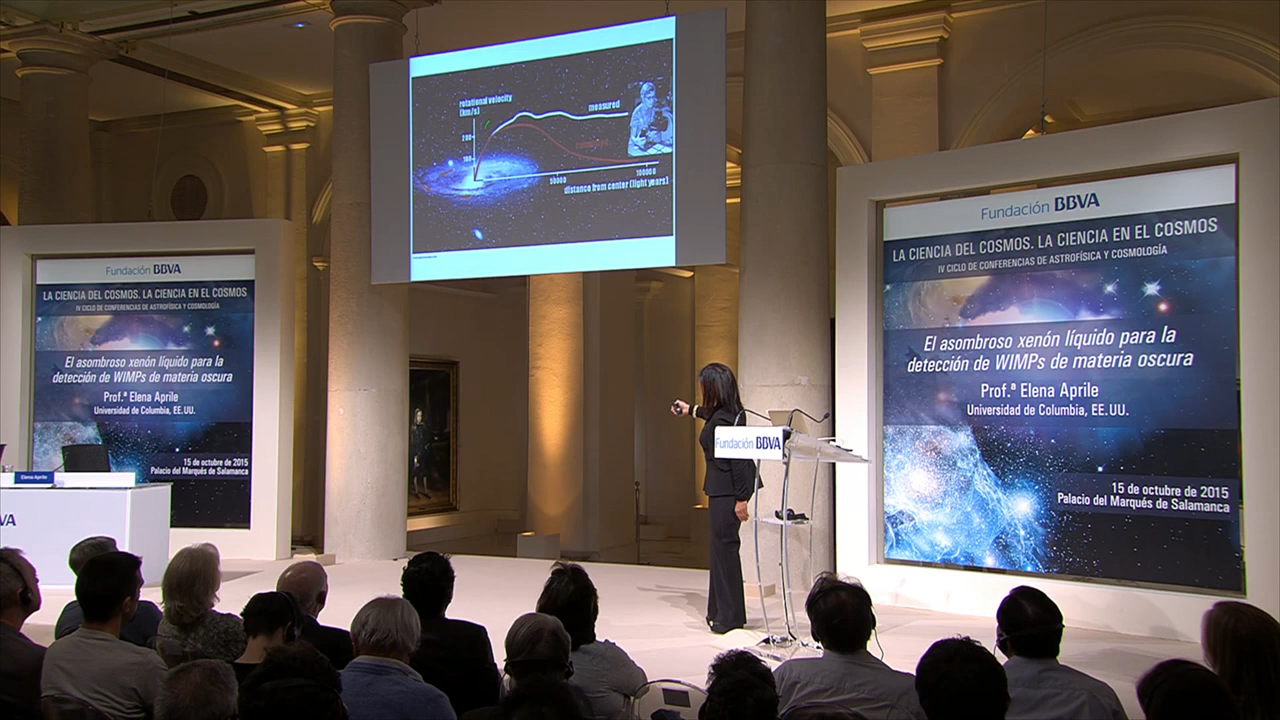 rotational velocity
(km/s)
measured
200
100
50000
100000
distance from center (light years)
Fundación BBVA
LA CIENCIA DEL COSMOS. LA CIENCIA EN EL COSMOS
IV CICLO DE CONFERENCIAS DE ASTROFÍSICA Y COSMOLOGÍA
El asombroso xenón líquido para la
detección de WIMPs de materia oscura
Prof.ª Elena Aprile
Universidad de Columbia, EE.UU.
15 de octubre de 2015
Palacio del Marqués de Salamanca
Elena Aprile
VA
Fundación BBVA
Fundación BBVA
LA CIENCIA DEL COSMOS. LA CIENCIA EN EL COSMOS
IV CICLO DE CONFERENCIAS DE ASTROFÍSICA Y COSMOLOGÍA
El asombroso xenón líquido para la
detección de WIMPs de materia oscura
Prof.ª Elena Aprile
Universidad de Columbia, EE.UU.
15 de octubre de 2015
Palacio del Marqués de Salamanca